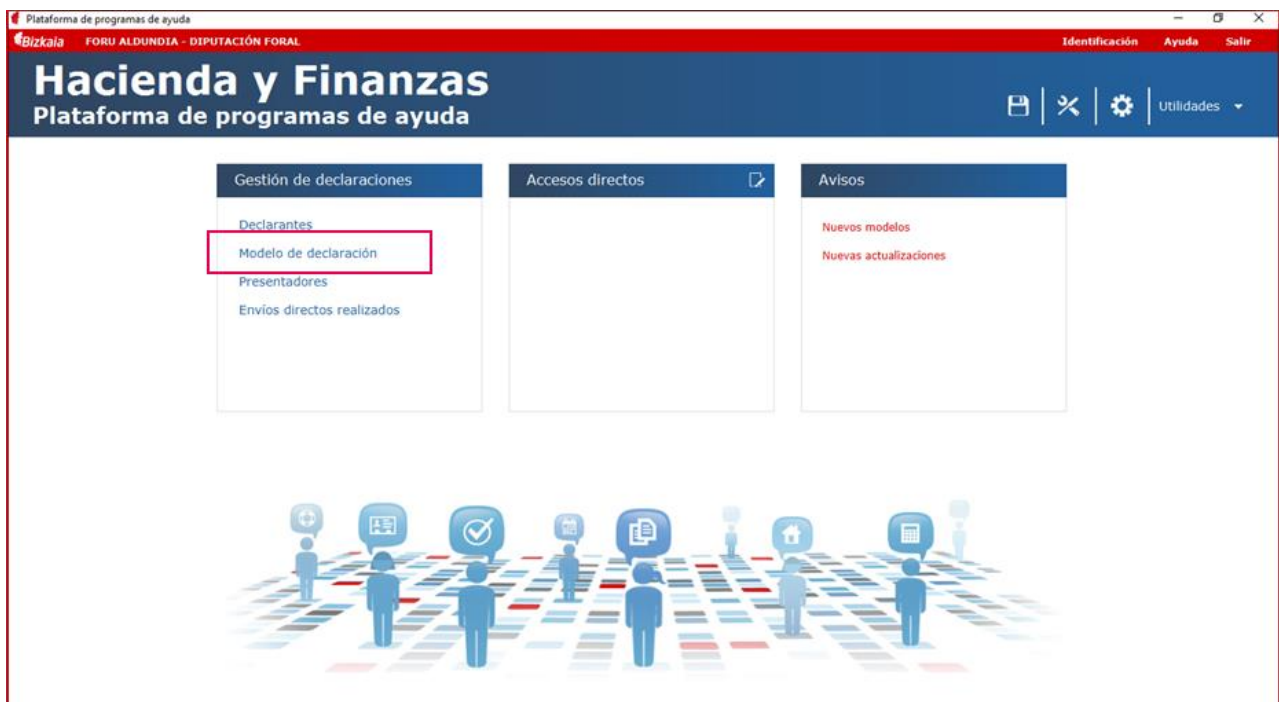 Plataforma de programas de ayuda
Bizkaia FORU ALDUNDIA - DIPUTACIÓN FORAL Identificación Ayuda Salir
Hacienda y Finanzas
Plataforma de programas de ayuda
Utilidades
Gestión de declaraciones
Declarantes
Modelo de declaración
Presentadores
Envíos directos realizados
Accesos directos
Avisos
Nuevos modelos
Nuevas actualizaciones